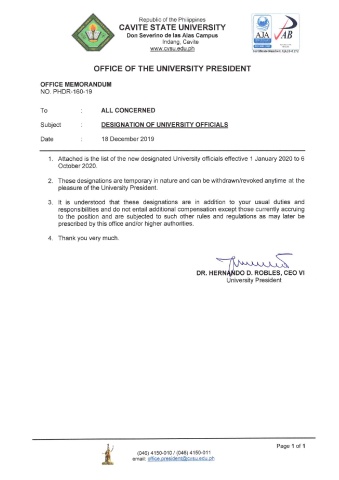 Republic of the Philippines
CAVITE STATE UNIVERSITY
Don Severino de las Alas Campus
Indang, Cavite
www.cvsu.edu.ph
AJA
JAB
OFFICE OF THE UNIVERSITY PRESIDENT
OFFICE MEMORANDUM
NO. PHDR-160-19
To : ALL CONCERNED
Subject : DESIGNATION OF UNIVERSITY OFFICIALS
Date : 18 December 2019
1. Attached is the list of the new designated University officials effective 1 January 2020 to 6
October 2020.
2. These designations are temporary in nature and can be withdrawn/revoked anytime at the
pleasure of the University President.
3. It is understood that these designations are in addition to your usual duties and
responsibilities and do not entail additional compensation except those currently accruing
to the position and are subjected to such other rules and regulations as may later be
prescribed by this office and/or higher authorities.
4. Thank you very much.
DR. HERNANDO D. ROBLES, CEO VI
University President
Page 1 of 1
(046) 4150-010 / (046) 4150-011
email: office.president@cvsu.edu.ph